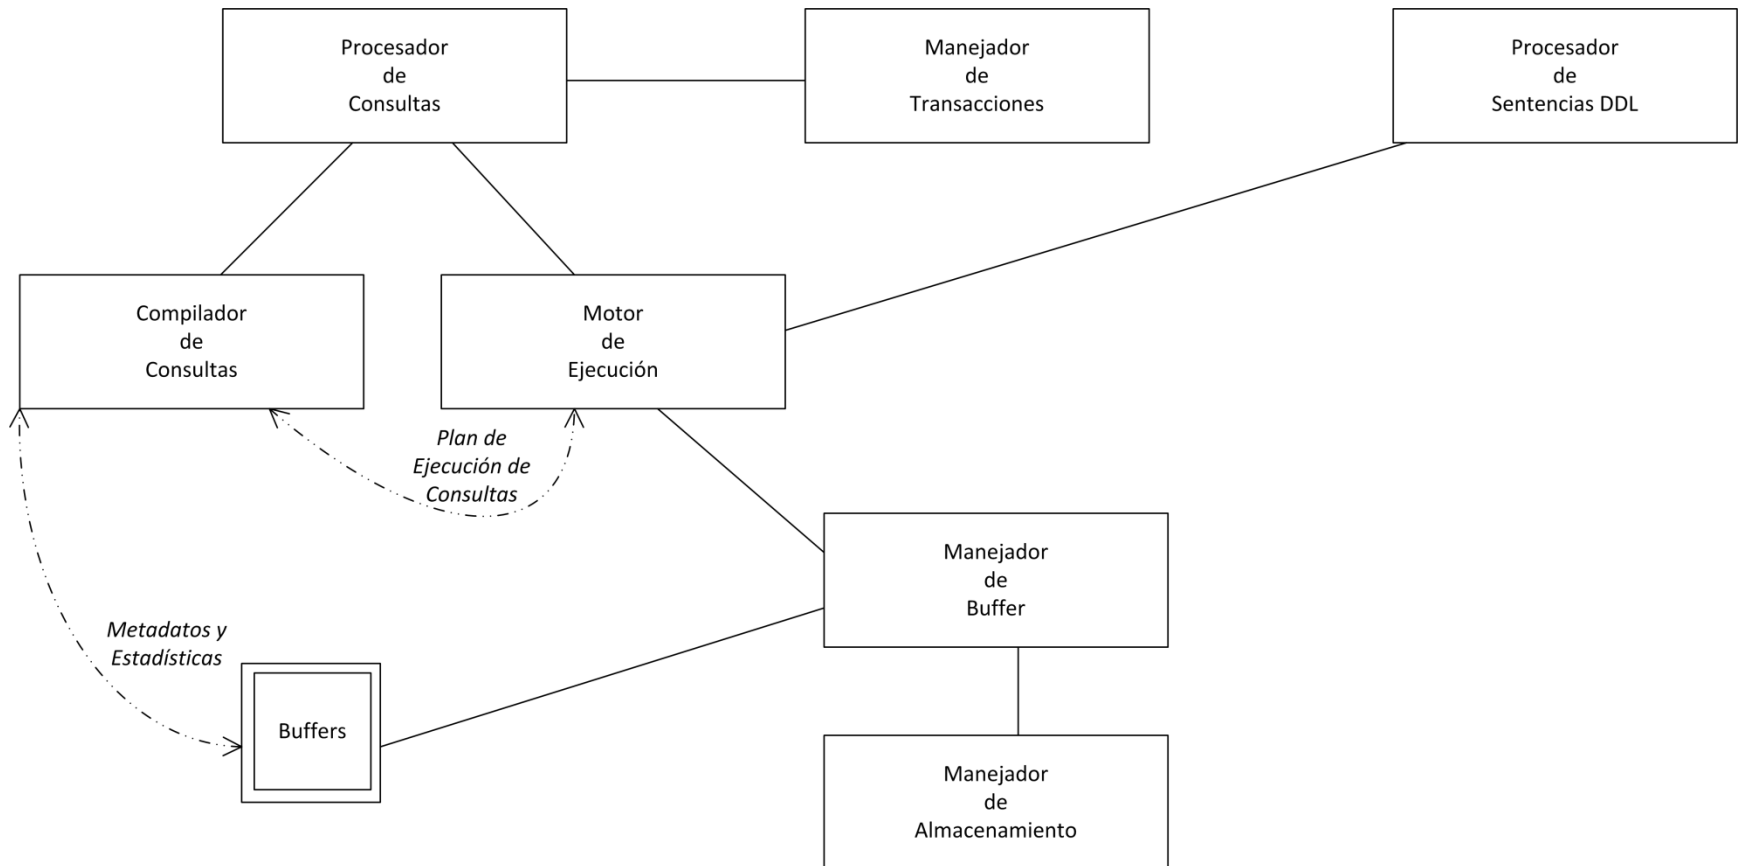 Procesador
de
Consultas
Manejador
de
Transacciones
Procesador
de
Sentencias DDL
Compilador
de
Consultas
Motor
de
Ejecución
Plan de
Ejecución de
Consultas
Manejador
de
Buffer
Metadatos y
Estadísticas
Buffers
Manejador
de
Almacenamiento